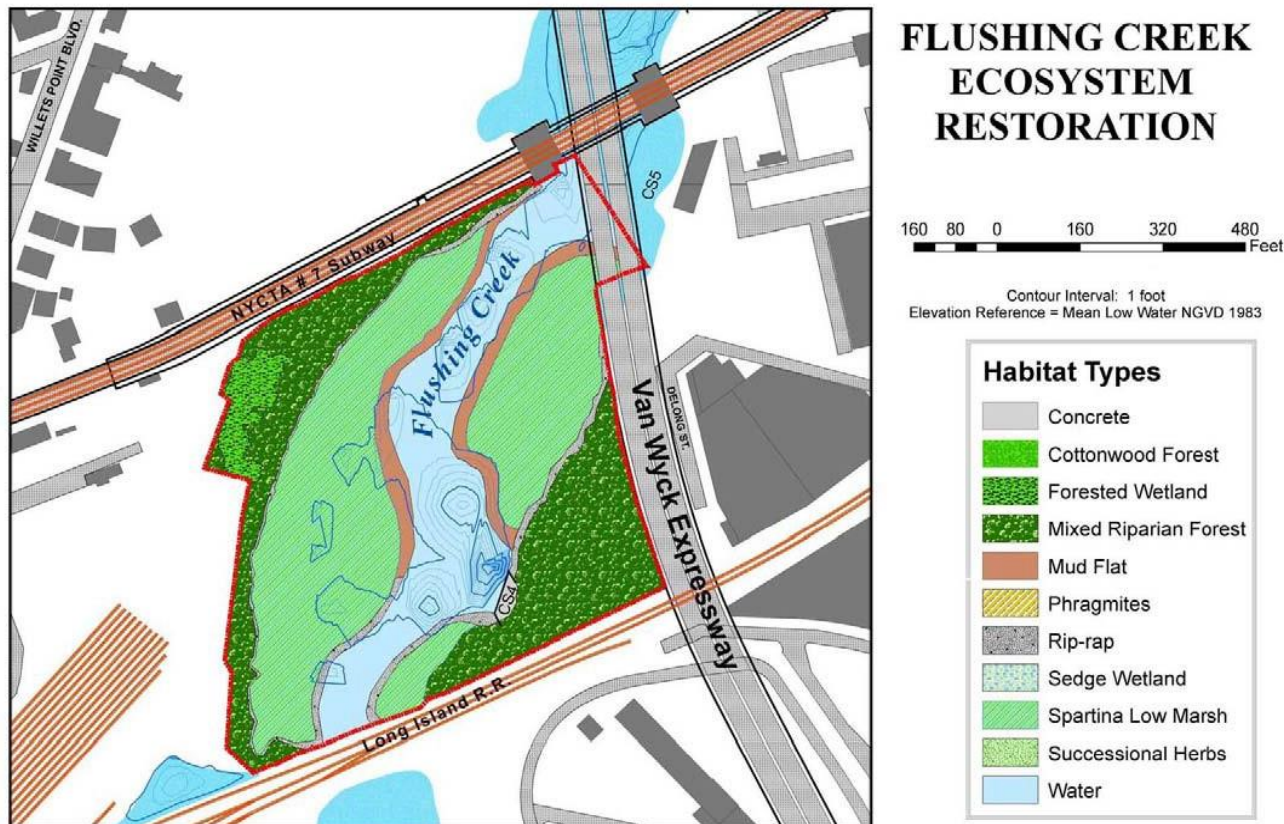 FLUSHING CREEK
ECOSYSTEM
RESTORATION
160 80 0 160 320 480
Feet
Contour Interval: 1 foot
Elevation Reference = Mean Low Water NGVD 1983
Habitat Types
Concrete
Cottonwood Forest
Forested Wetland
Mixed Riparian Forest
Mud Flat
Phragmites
Rip-rap
Sedge Wetland
Spartina Low Marsh
Successional Herbs
Water
WILLETS POINT BLVD.
NYCTA # 7 Subway
Flushing Creek
CS5
DELONG ST.
Van Wyck Expressway
CS4
Long Island R.R.